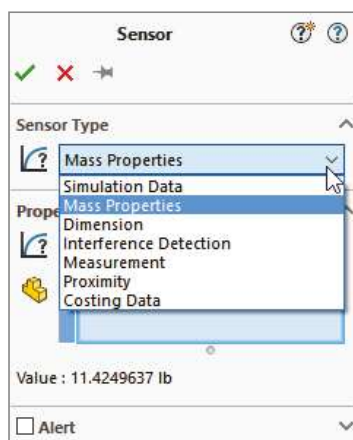 Sensor
Sensor Type
Mass Properties
Simulation Data
Mass Properties
Dimension
Interference Detection
Measurement
Proximity
Costing Data
Prope
Value : 11.4249637 lb
Alert